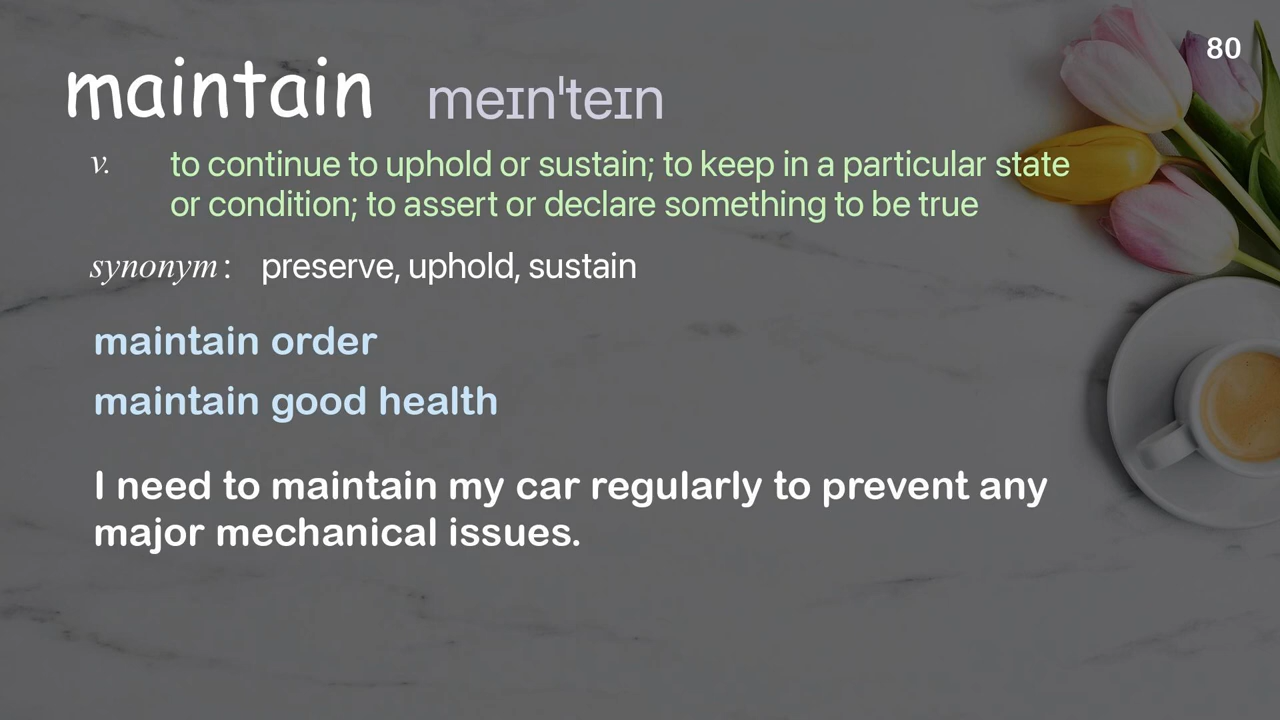 80
maintain meɪnˈteɪn
v. to continue to uphold or sustain; to keep in a particular state
or condition; to assert or declare something to be true
synonym: preserve, uphold, sustain
maintain order
maintain good health
I need to maintain my car regularly to prevent any
major mechanical issues.